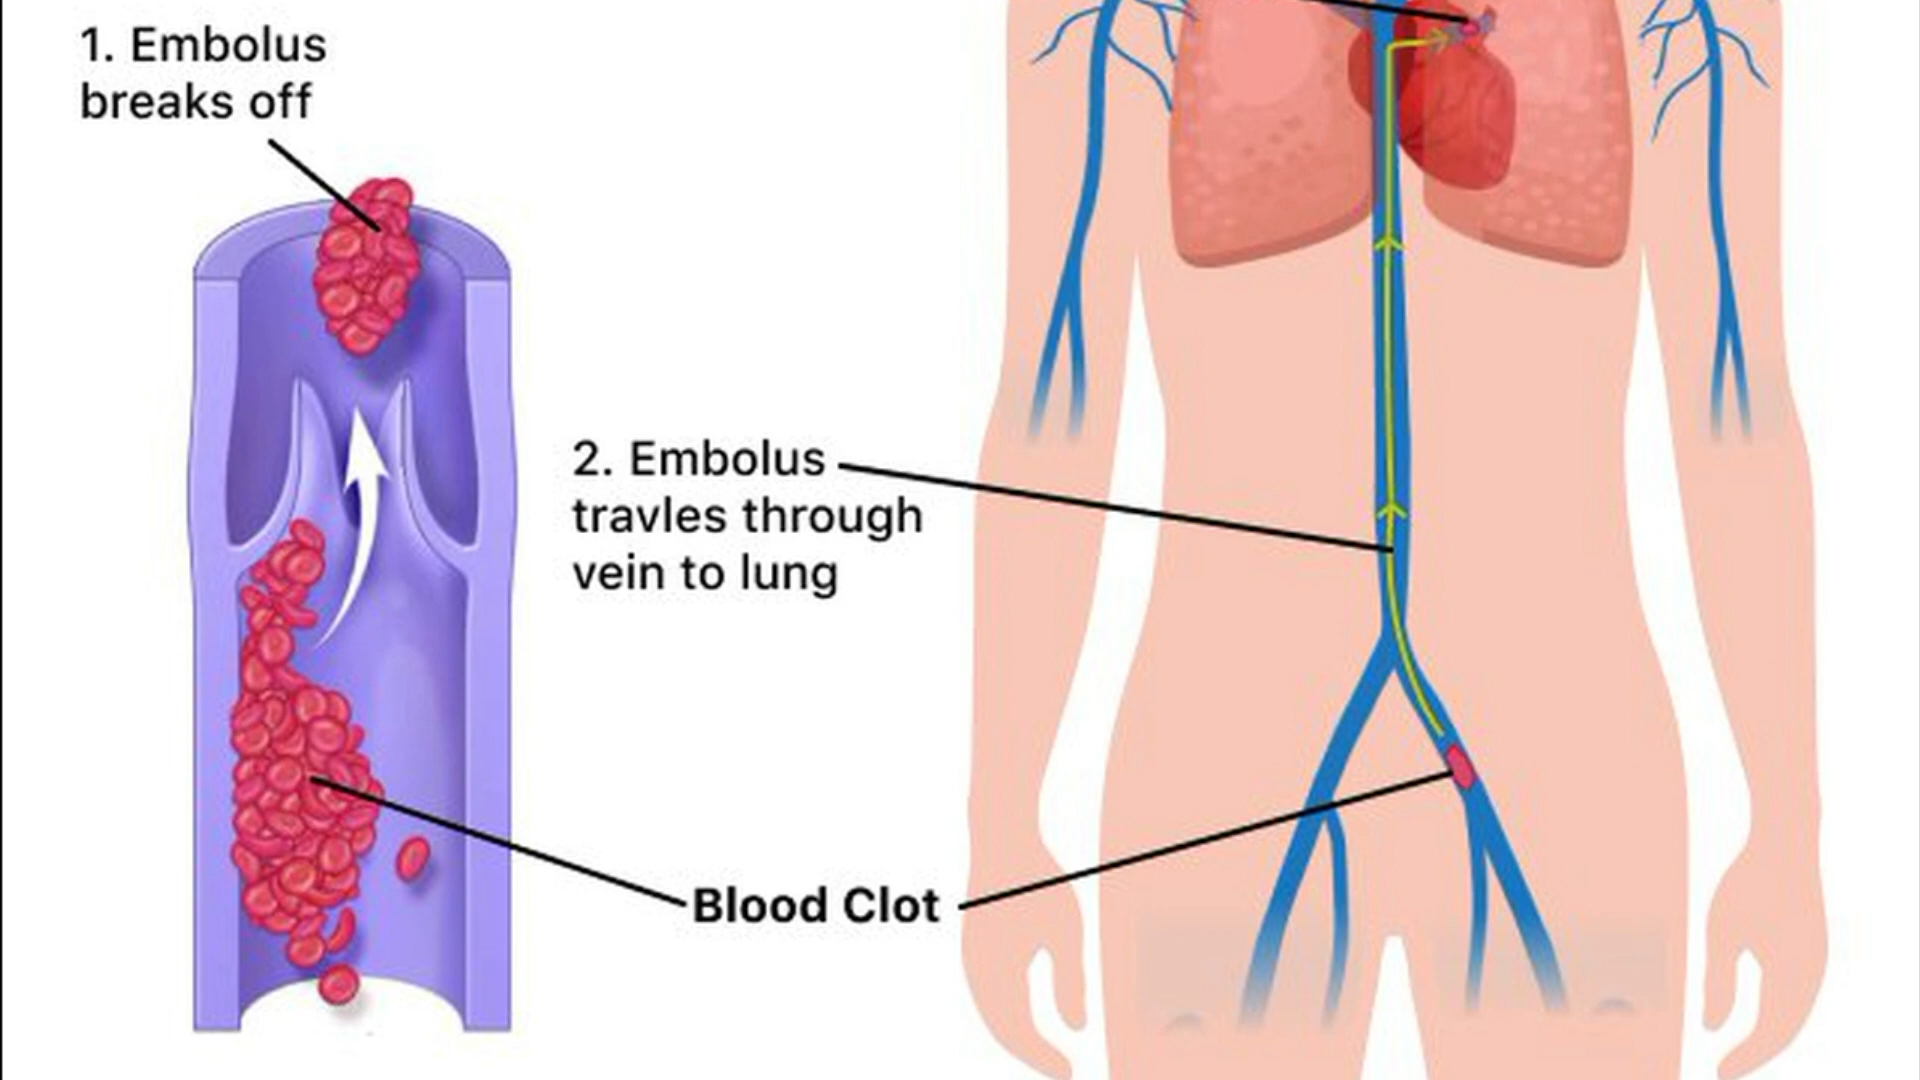 1. Embolus
breaks off
2. Embolus
travles through
vein to lung
Blood Clot